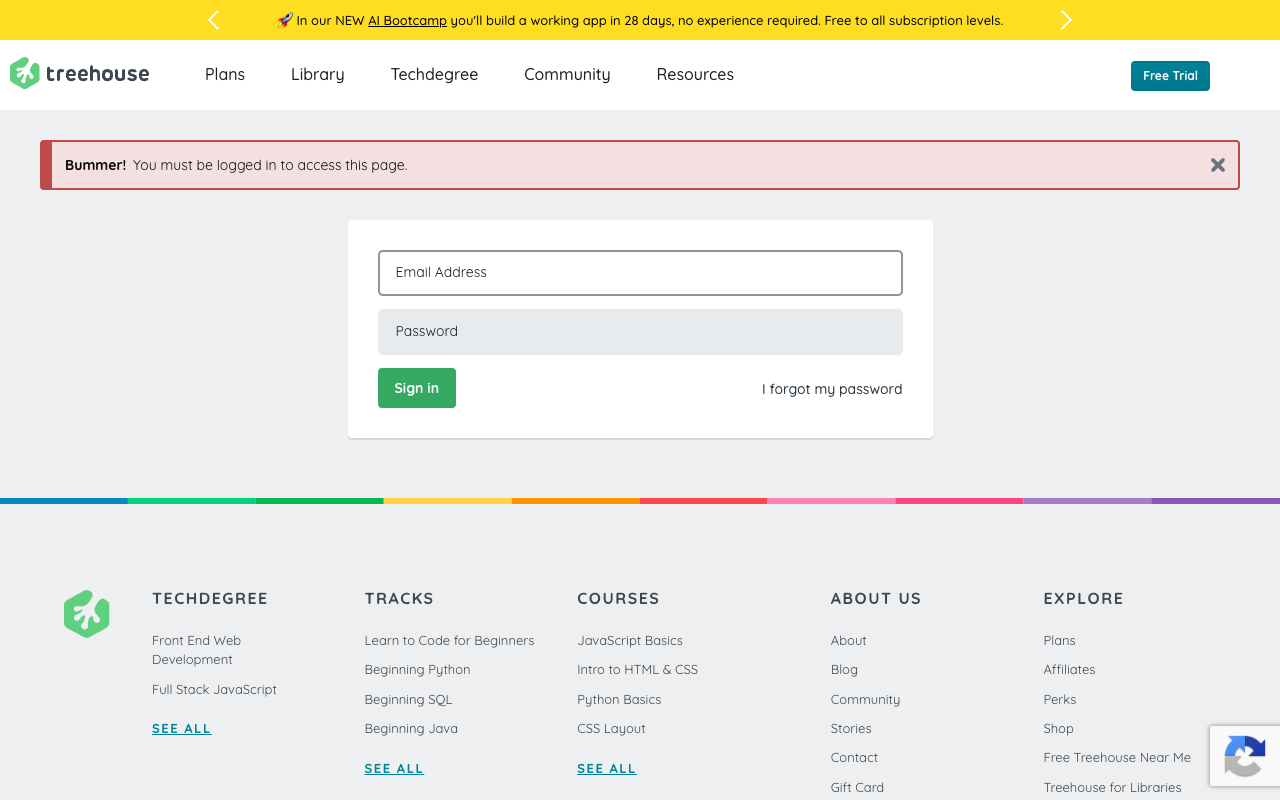 🚀 In our NEW AI Bootcamp you'll build a working app in 28 days, no experience required. Free to all subscription levels.
treehouse
Plans
Library
Techdegree
Community
Resources
Free Trial
Bummer! You must be logged in to access this page.
Email Address
Password
Sign in
I forgot my password
TECHDEGREE
Front End Web
Development
Full Stack JavaScript
SEE ALL
TRACKS
Learn to Code for Beginners
Beginning Python
Beginning SQL
Beginning Java
SEE ALL
COURSES
JavaScript Basics
Intro to HTML & CSS
Python Basics
CSS Layout
SEE ALL
ABOUT US
About
Blog
Community
Stories
Contact
Gift Card
EXPLORE
Plans
Affiliates
Perks
Shop
Free Treehouse Near Me
Treehouse for Libraries